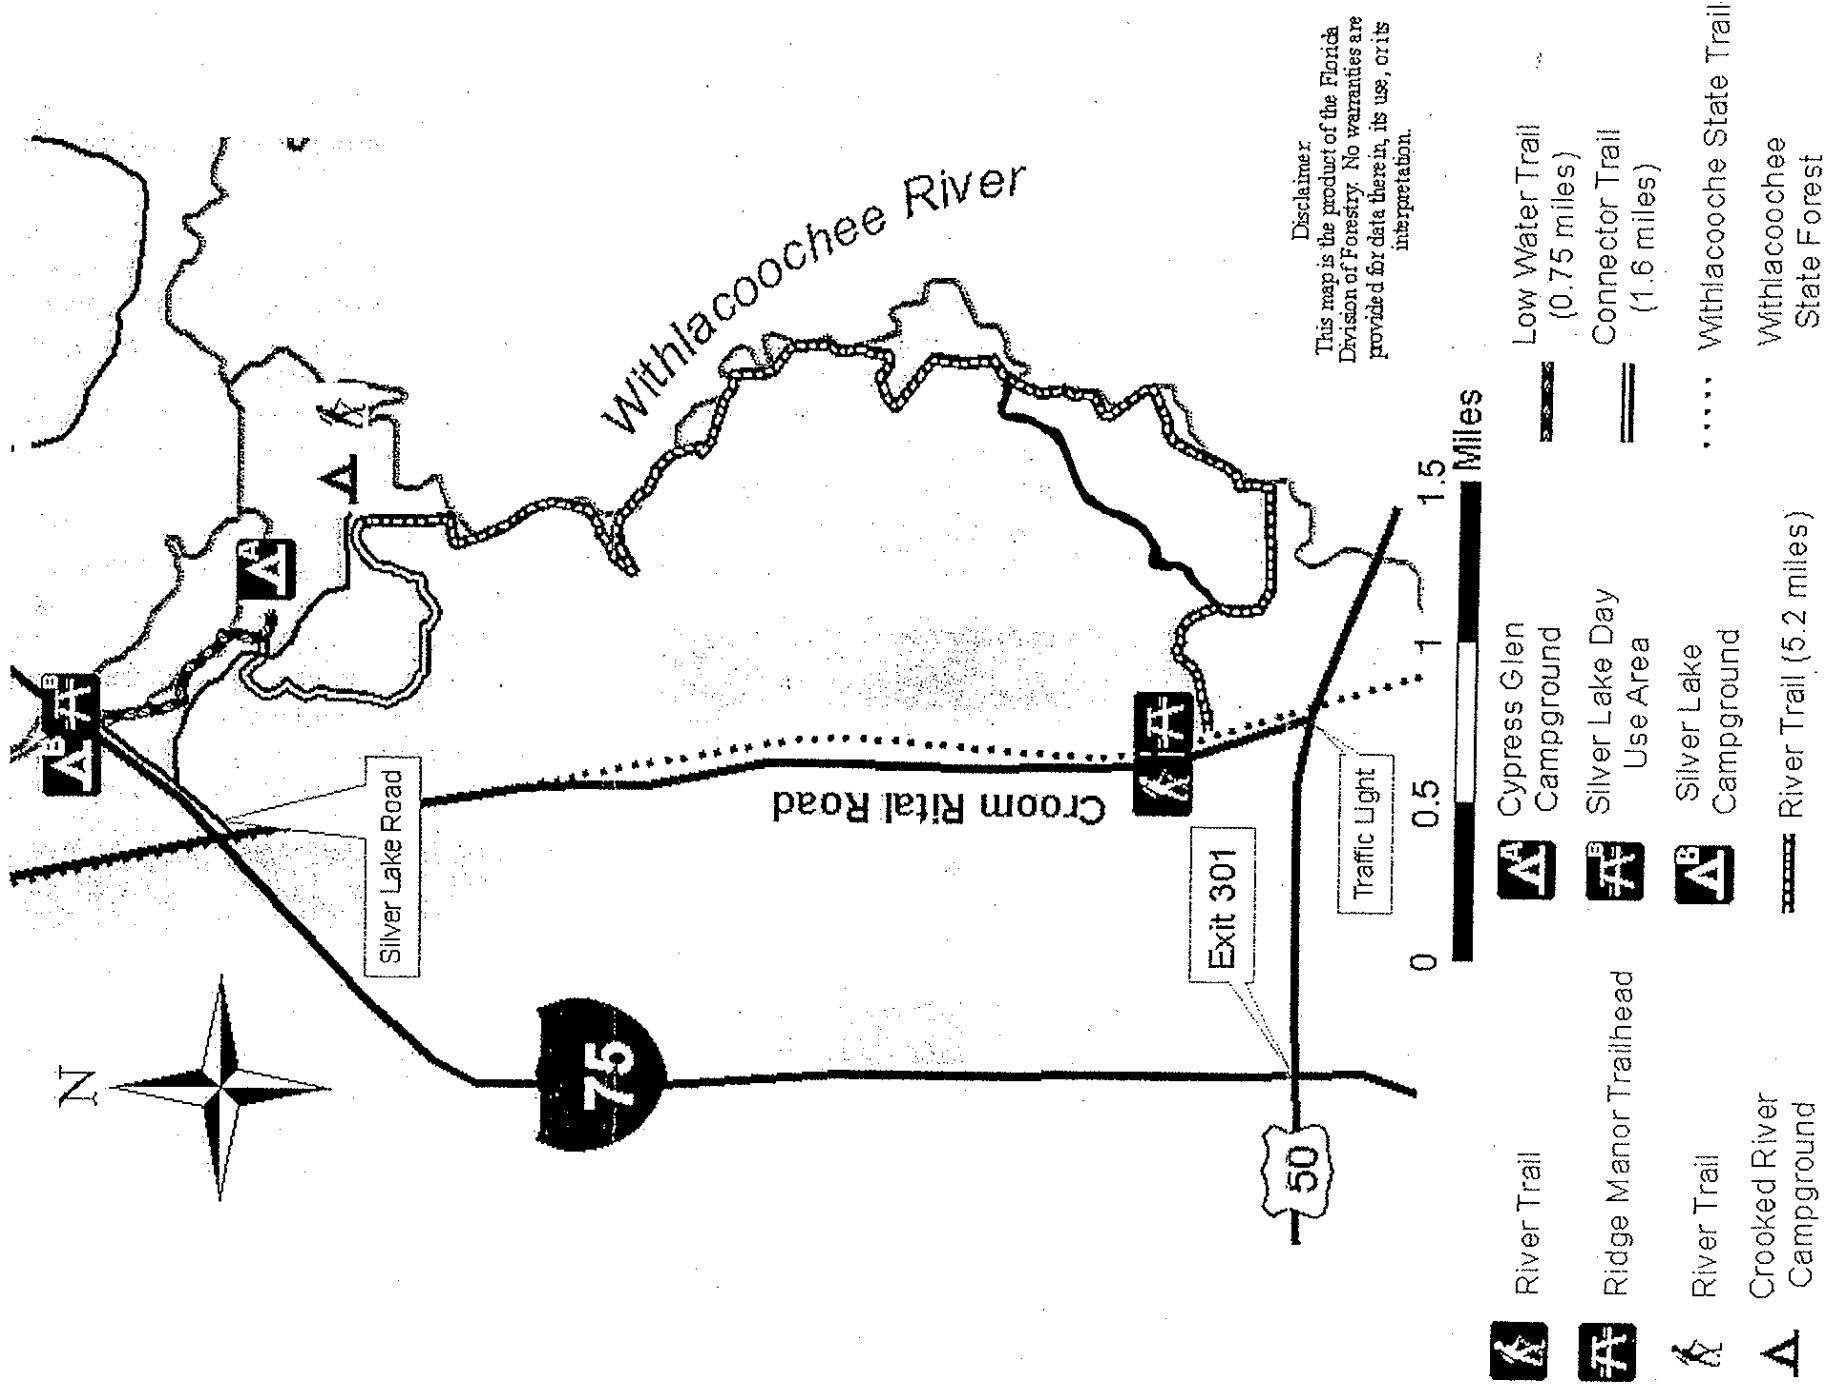 N
B
B
A
Silver Lake Road
75
Withlacoochee River
Croom Rital Road
Exit 301
Traffic Light
50
Disclaimer:
This map is the product of the Florida
Division of Forestry. No warranties are
provided for data therein, its use, or its
interpretation.
0
0.5
1
1.5
Miles
River Trail
Ridge Manor Trailhead
River Trail
Crooked River
Campground
A
Cypress Glen
Campground
B
Silver Lake Day
Use Area
B
Silver Lake
Campground
River Trail (5.2 miles)
Low Water Trail
(0.75 miles)
Connector Trail
(1.6 miles)
Withlacooche State Trail
Withlacoochee
State Forest